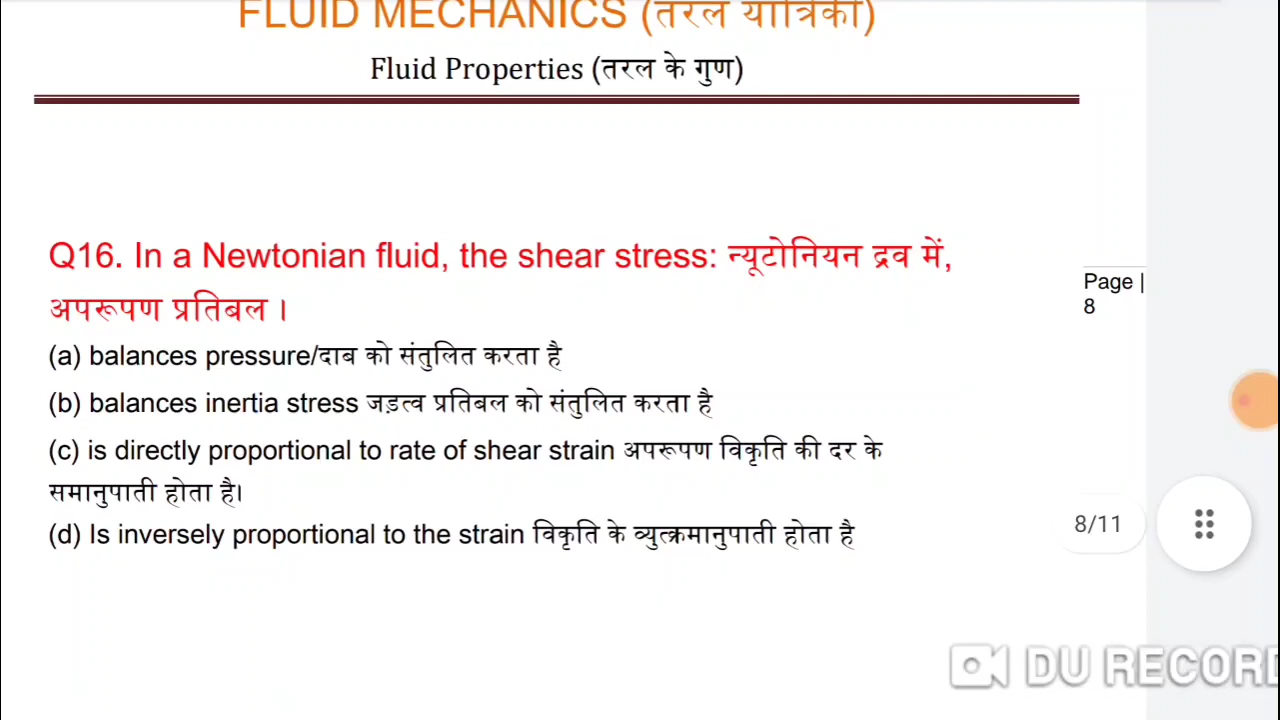 FLUID MECHANICS (तरल यांत्रिकी)
Fluid Properties (तरल के गुण)
Q16. In a Newtonian fluid, the shear stress: न्यूटोनियन द्रव में,
अपरूपण प्रतिबल ।
Page |
8
(a) balances pressure/दाब को संतुलित करता है
(b) balances inertia stress जड़त्व प्रतिबल को संतुलित करता है
(c) is directly proportional to rate of shear strain अपरूपण विकृति की दर के
समानुपाती होता है।
(d) Is inversely proportional to the strain विकृति के व्युत्क्रमानुपाती होता है
8/11
DU RECORD